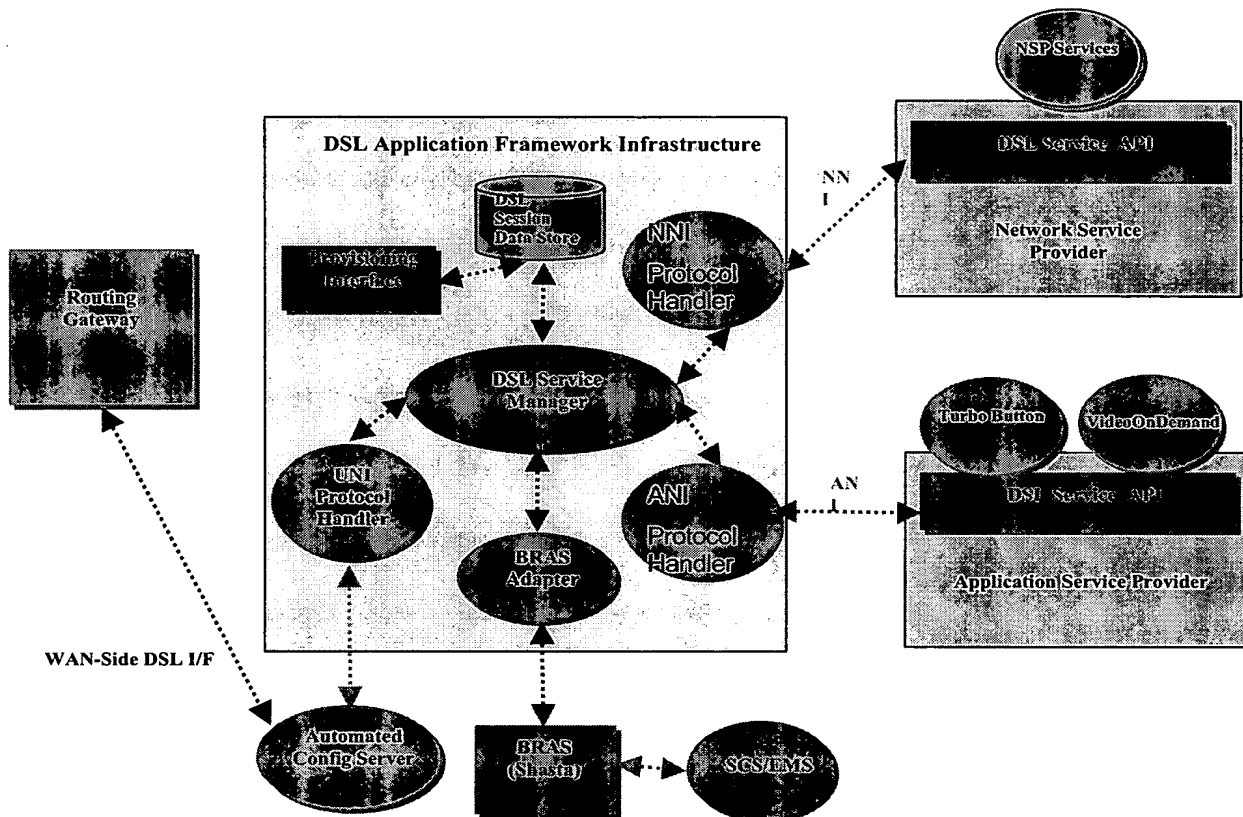 NSP Services
DSL Service API
Network Service
Provider
NN
I
DSL Application Framework Infrastructure
DSL
Session
Data Store
Provisioning
Interface
NNI
Protocol
Handler
Routing
Gateway
DSL Service
Manager
UNI
Protocol
Handler
BRAS
Adapter
ANI
Protocol
Handler
AN
I
Turbo Button
VideoOnDemand
DSL Service API
Application Service Provider
WAN-Side DSL I/F
Automated
Config Server
BRAS
(Shasta)
SCS/EMS